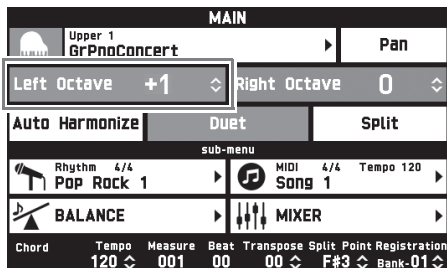 MAIN
Upper 1
GrPnoConcert
Pan
Left Octave +1 Right Octave 0
Auto Harmonize Duet Split
sub-menu
Rhythm 4/4 MIDI 4/4 Tempo 120
Pop Rock 1 Song 1
BALANCE MIXER
Chord Tempo Measure Beat Transpose Split Point Registration
120 001 00 00 F#3 Bank-01